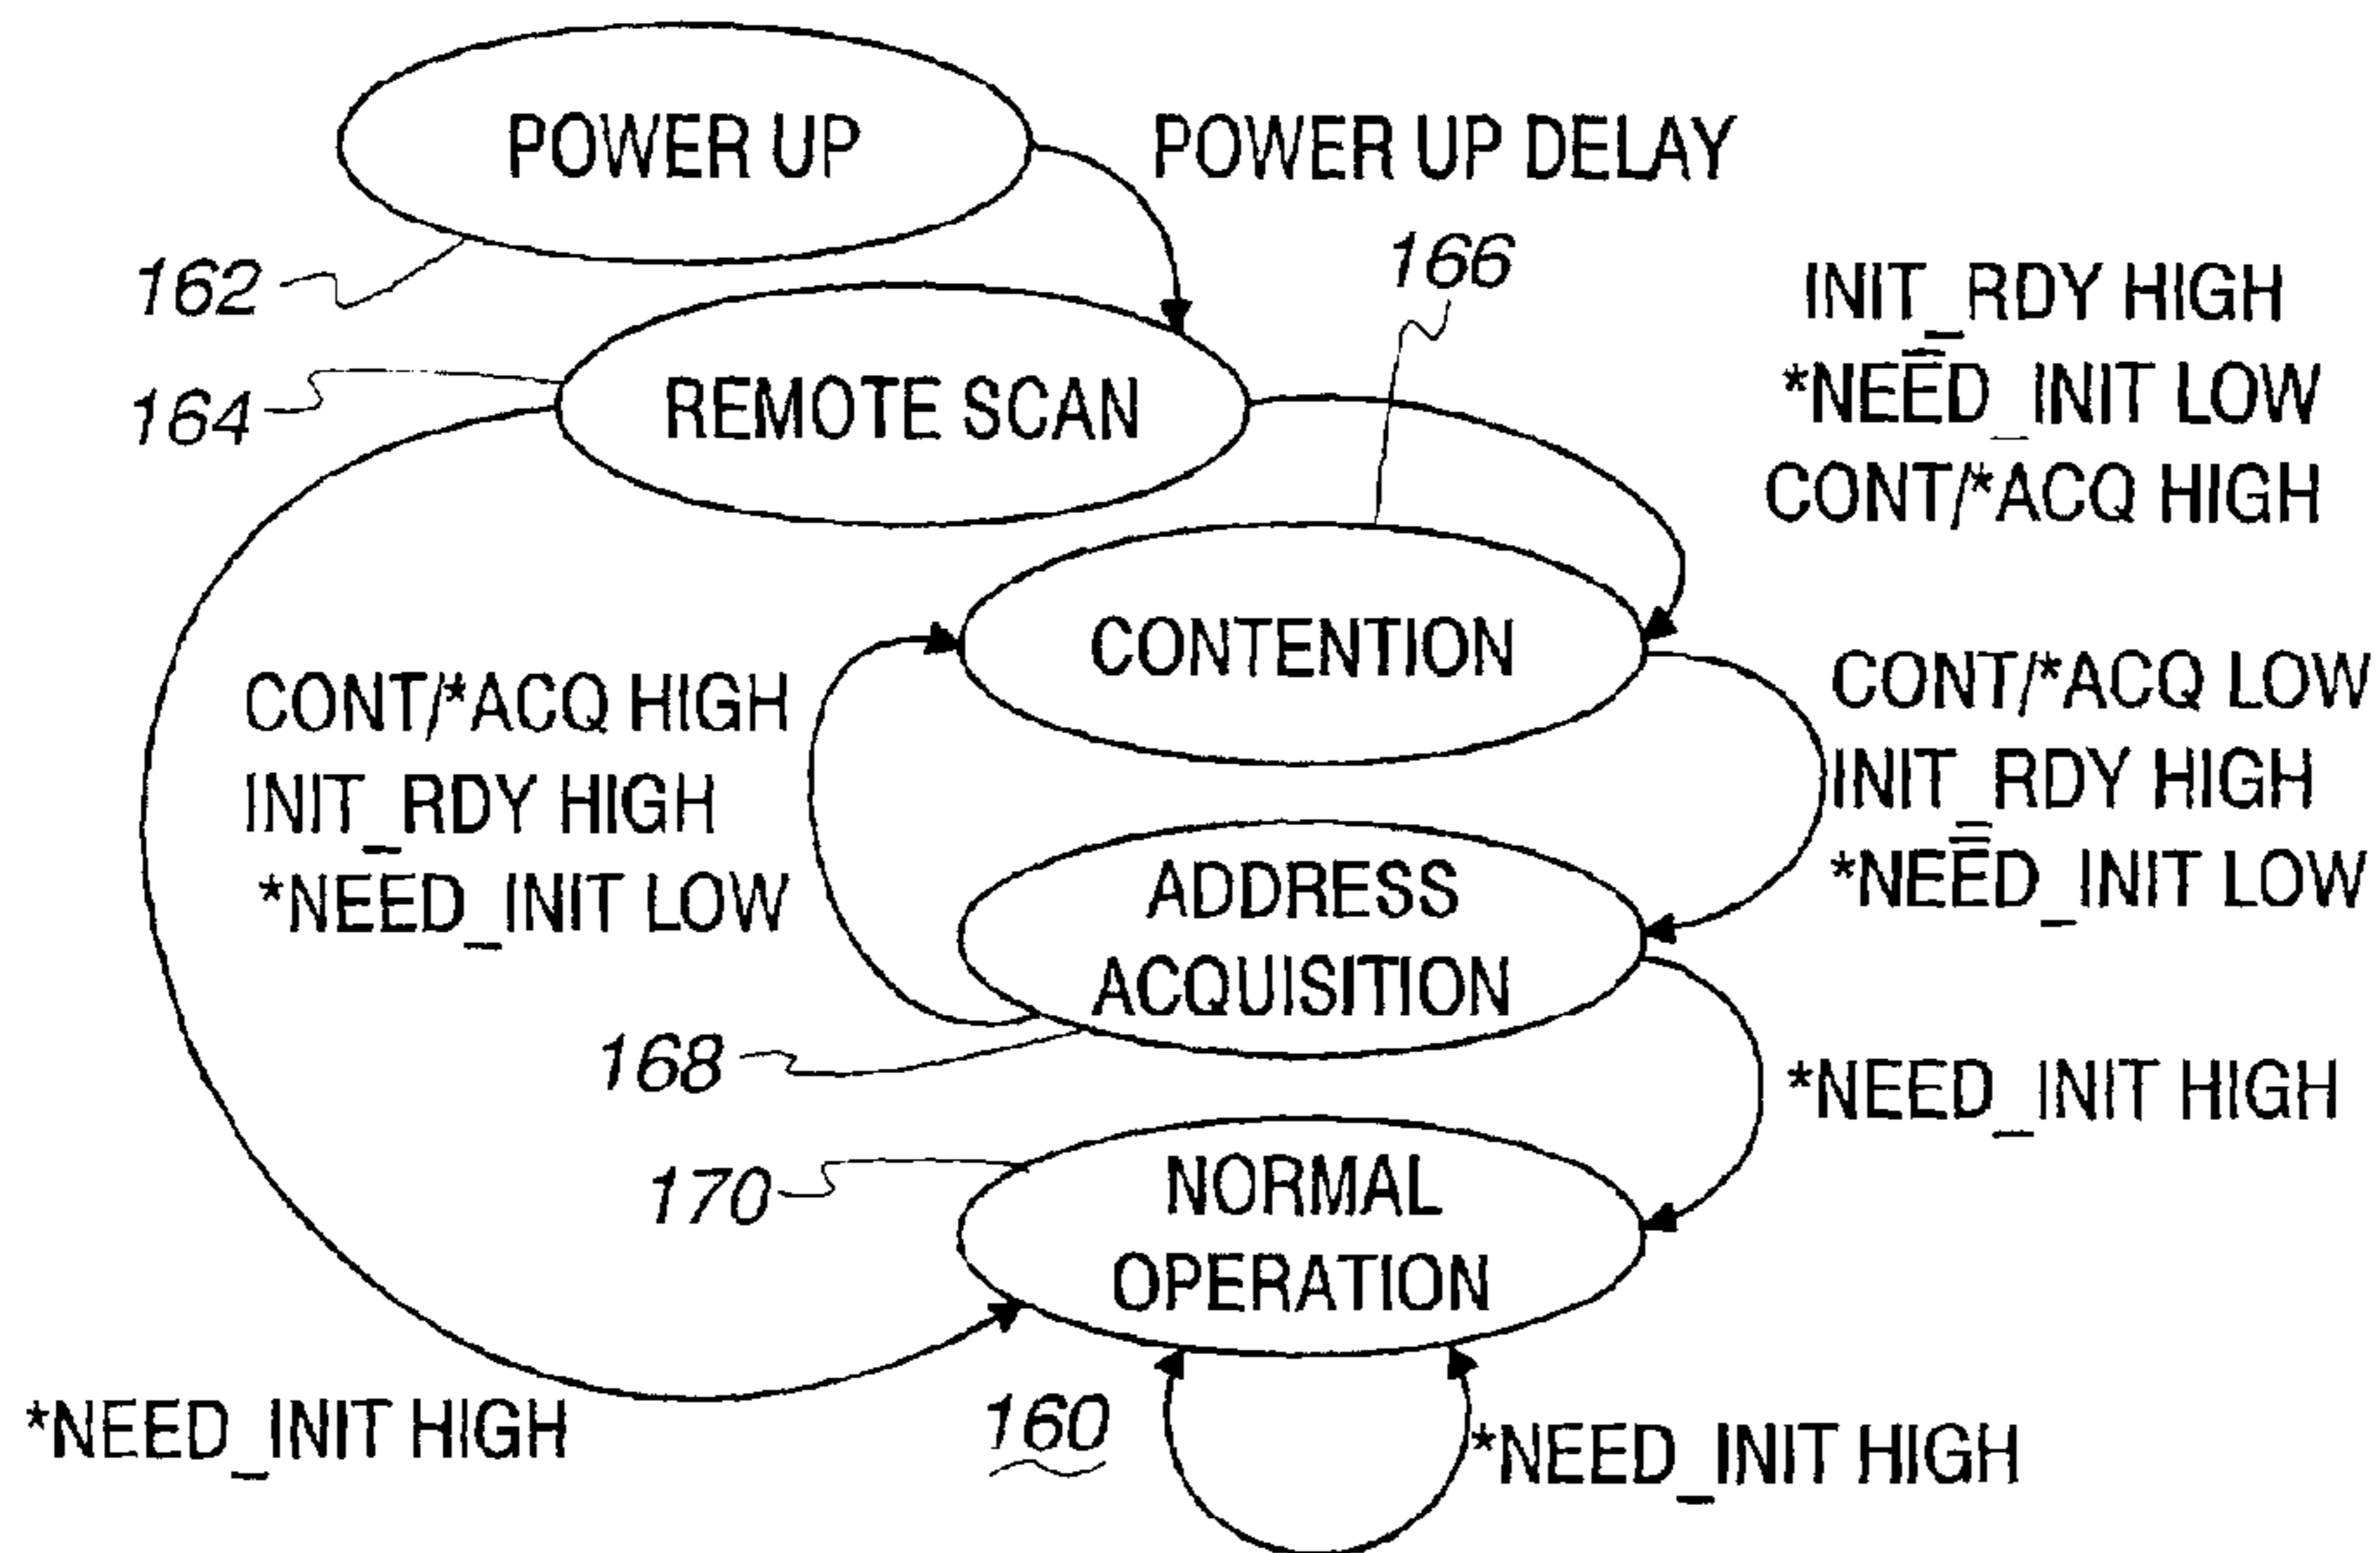 POWER UP
POWER UP DELAY
162
166
INIT_RDY HIGH
*NEED_INIT LOW
CONT/*ACQ HIGH
164
REMOTE SCAN
CONTENTION
CONT/*ACQ HIGH
INIT_RDY HIGH
*NEED_INIT LOW
CONT/*ACQ LOW
INIT_RDY HIGH
*NEED_INIT LOW
ADDRESS
ACQUISITION
168
*NEED_INIT HIGH
170
NORMAL
OPERATION
*NEED_INIT HIGH
160
*NEED_INIT HIGH